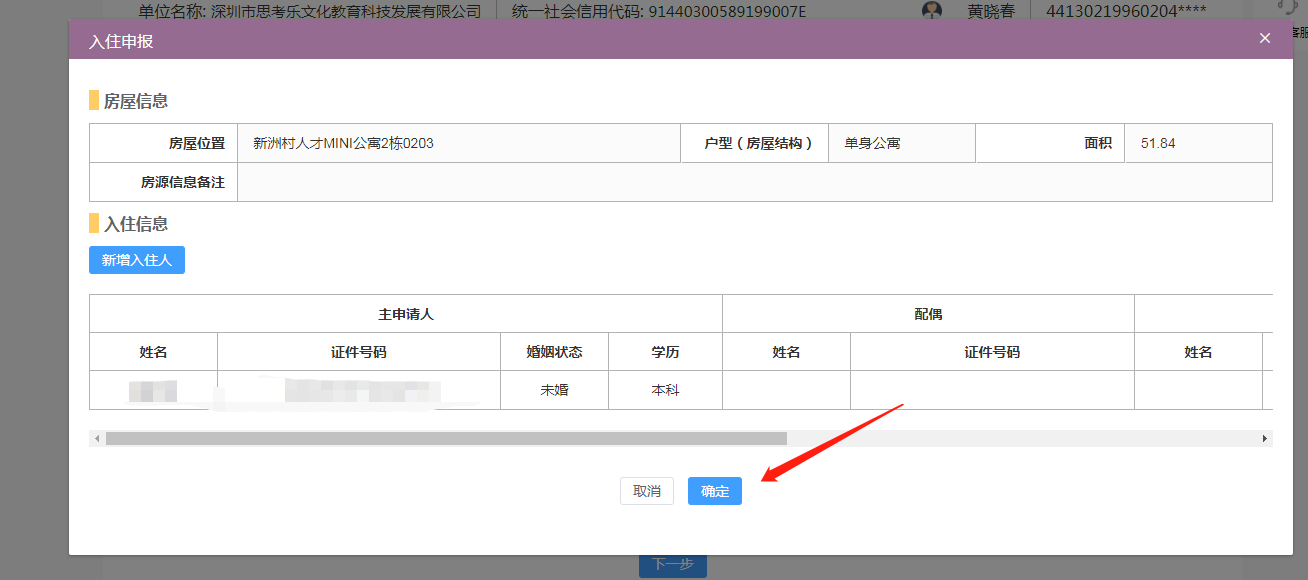 单位名称: 深圳市思考乐文化教育科技发展有限公司 统一社会信用代码: 91440300589199007E 黄晓春 44130219960204****
入住申报
客服
房屋信息
房屋位置 新洲村人才MINI公寓2栋0203 户型（房屋结构） 单身公寓 面积 51.84
房源信息备注
入住信息
新增入住人
主申请人 配偶
姓名 证件号码 婚姻状态 学历 姓名 证件号码 姓名
未婚 本科
取消 确定
下一步